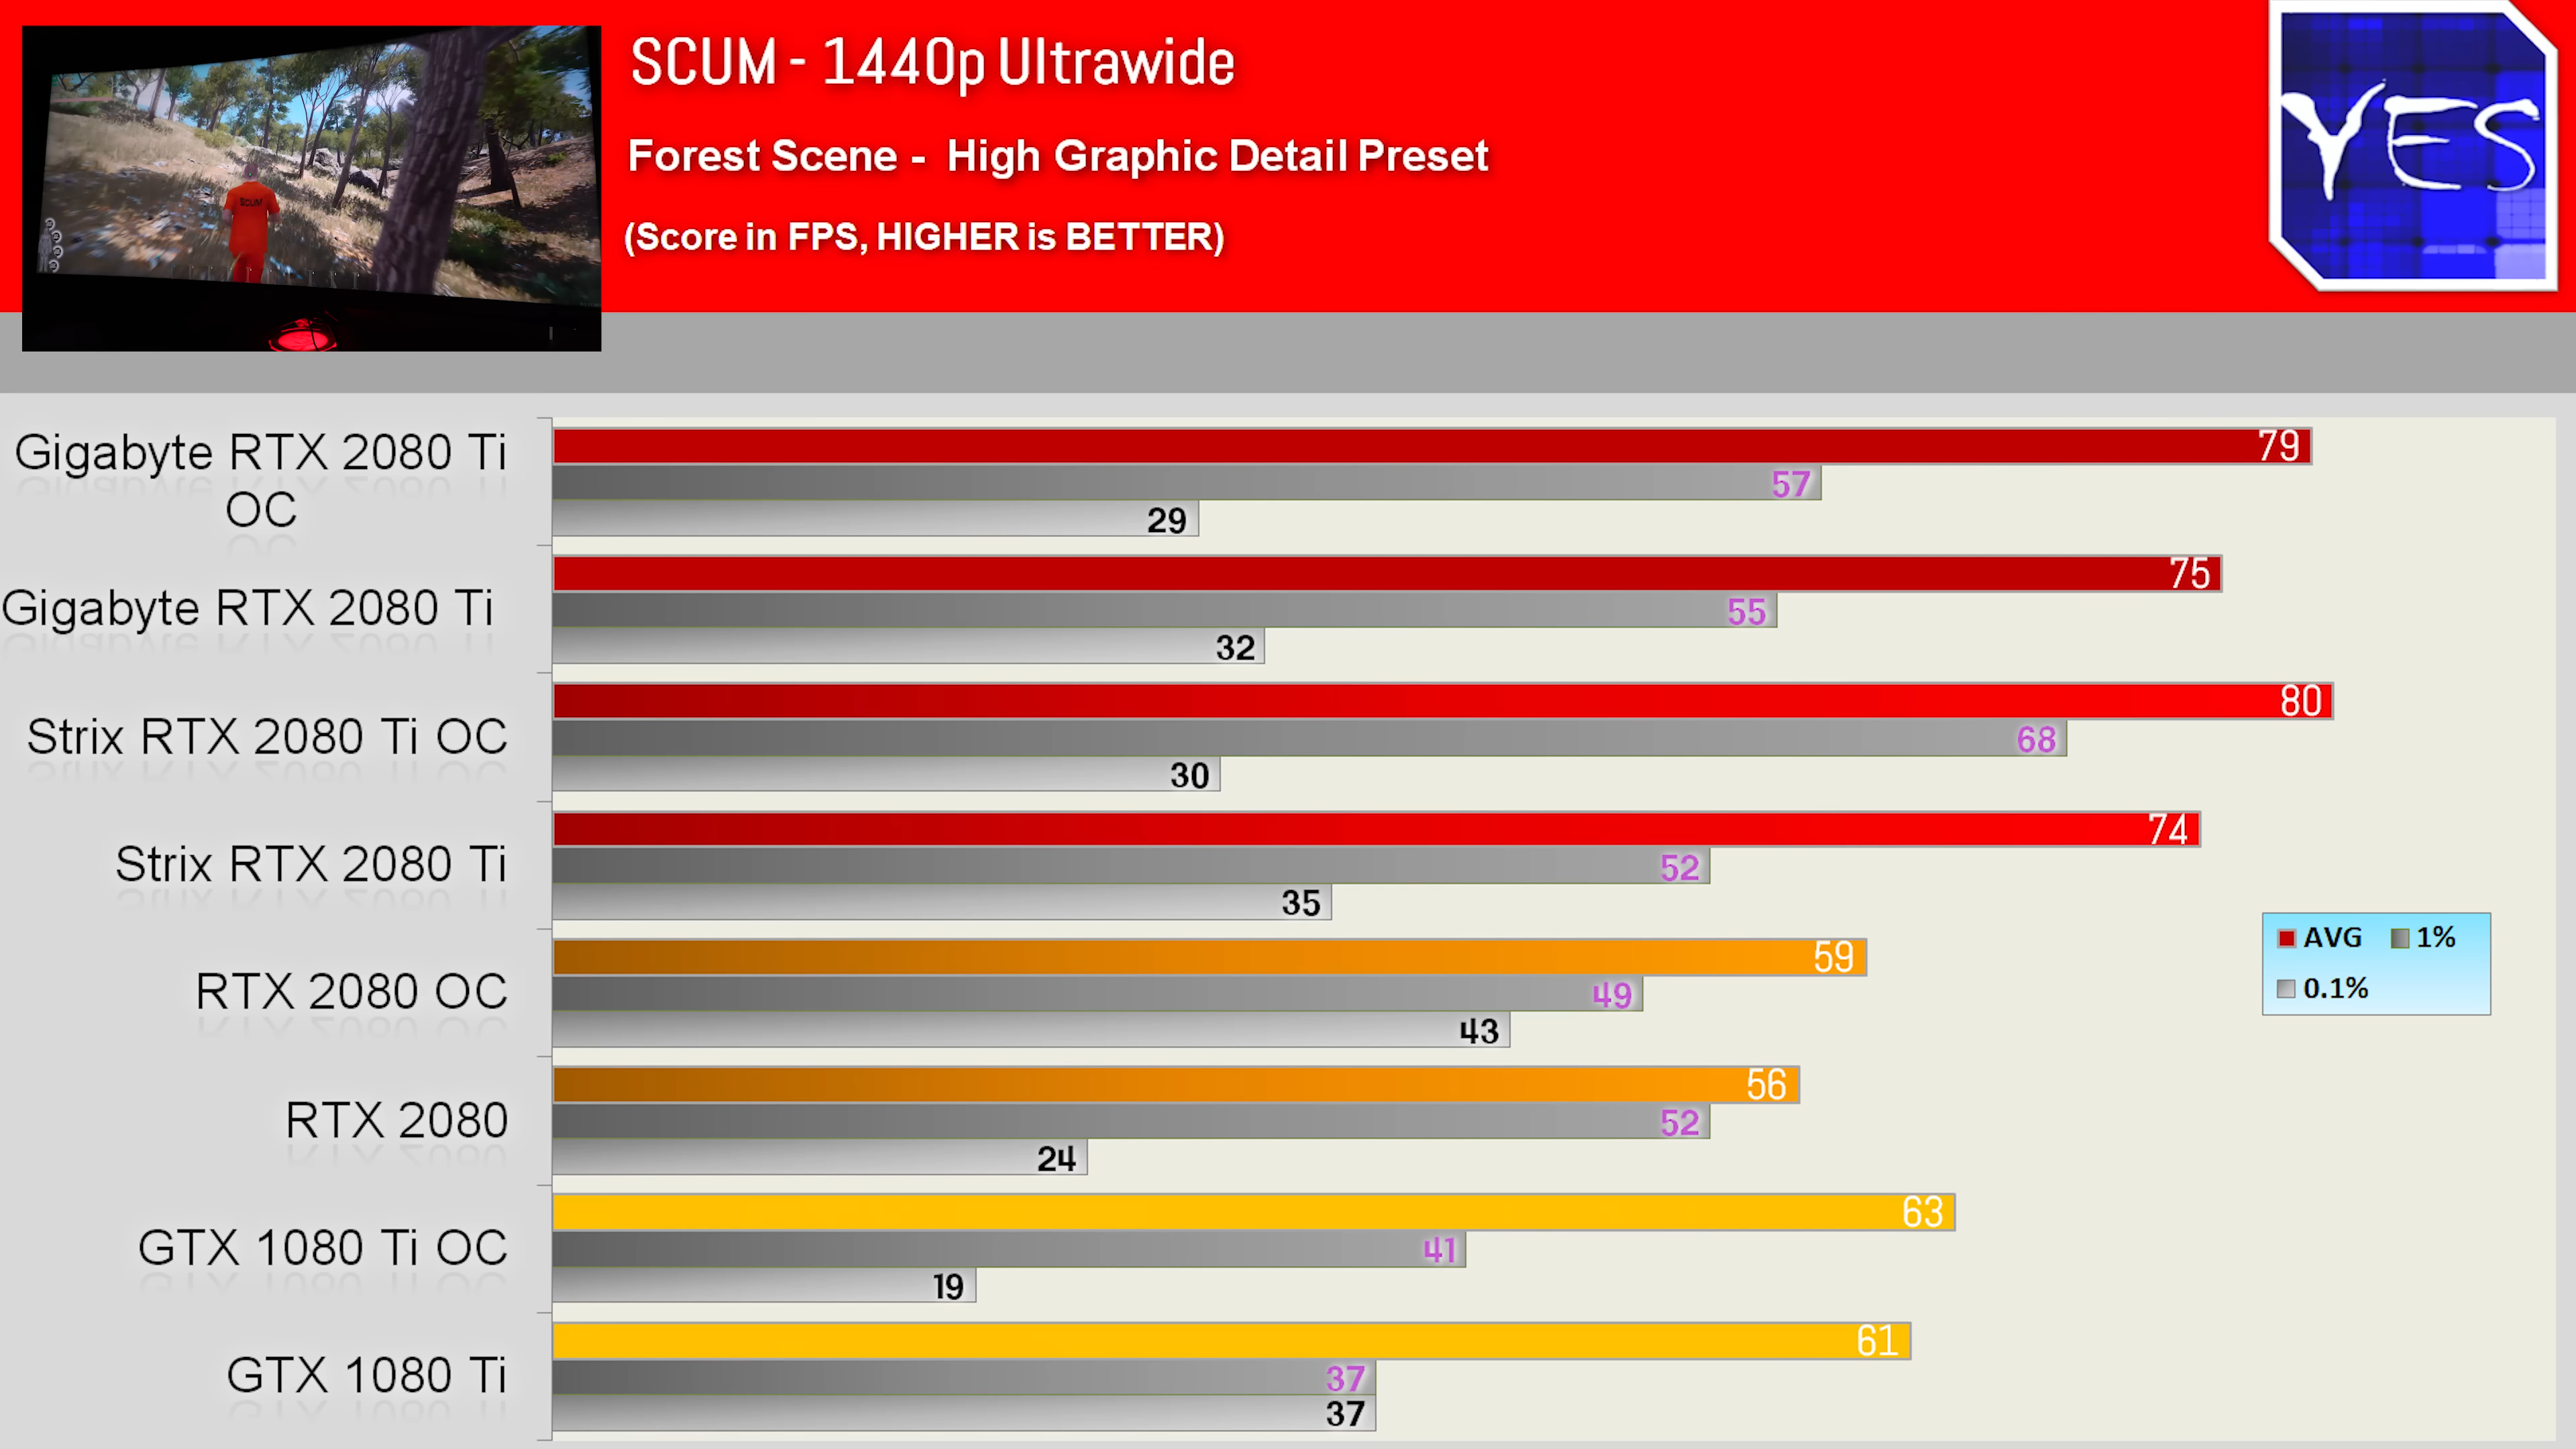 SCUM - 1440p Ultrawide
Forest Scene - High Graphic Detail Preset
(Score in FPS, HIGHER is BETTER)
YES
SCUM
Gigabyte RTX 2080 Ti
OC
79
57
29
Gigabyte RTX 2080 Ti
75
55
32
Strix RTX 2080 Ti OC
80
68
30
Strix RTX 2080 Ti
74
52
35
RTX 2080 OC
59
49
43
RTX 2080
56
52
24
GTX 1080 Ti OC
63
41
19
GTX 1080 Ti
61
37
37
AVG 1%
0.1%